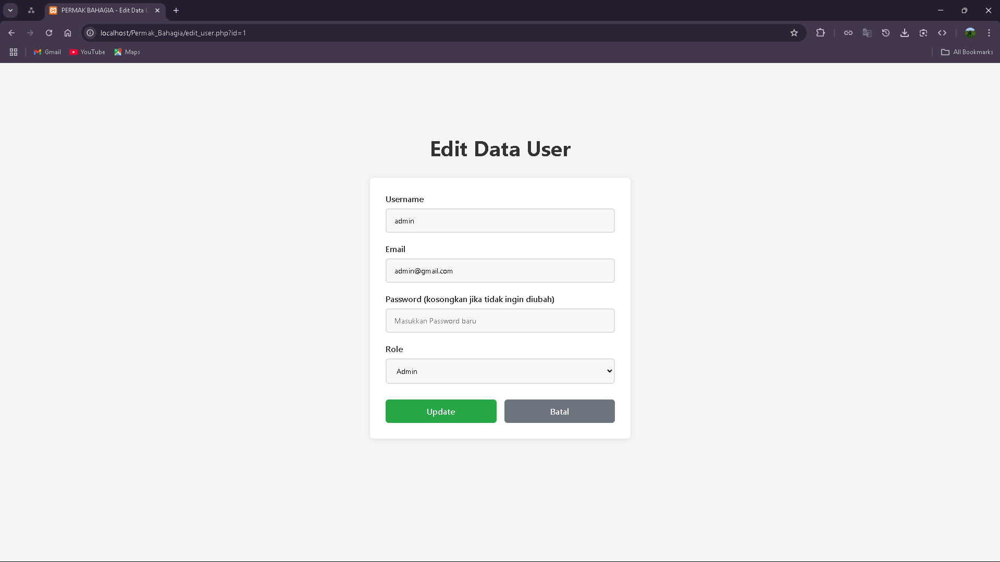 PERMAK BAHAGIA - Edit Data
localhost/Permak_Bahagia/edit_user.php?id=1
Gmail
YouTube
Maps
All Bookmarks
Edit Data User
Username
admin
Email
admin@gmail.com
Password (kosongkan jika tidak ingin diubah)
Masukkan Password baru
Role
Admin
Update
Batal